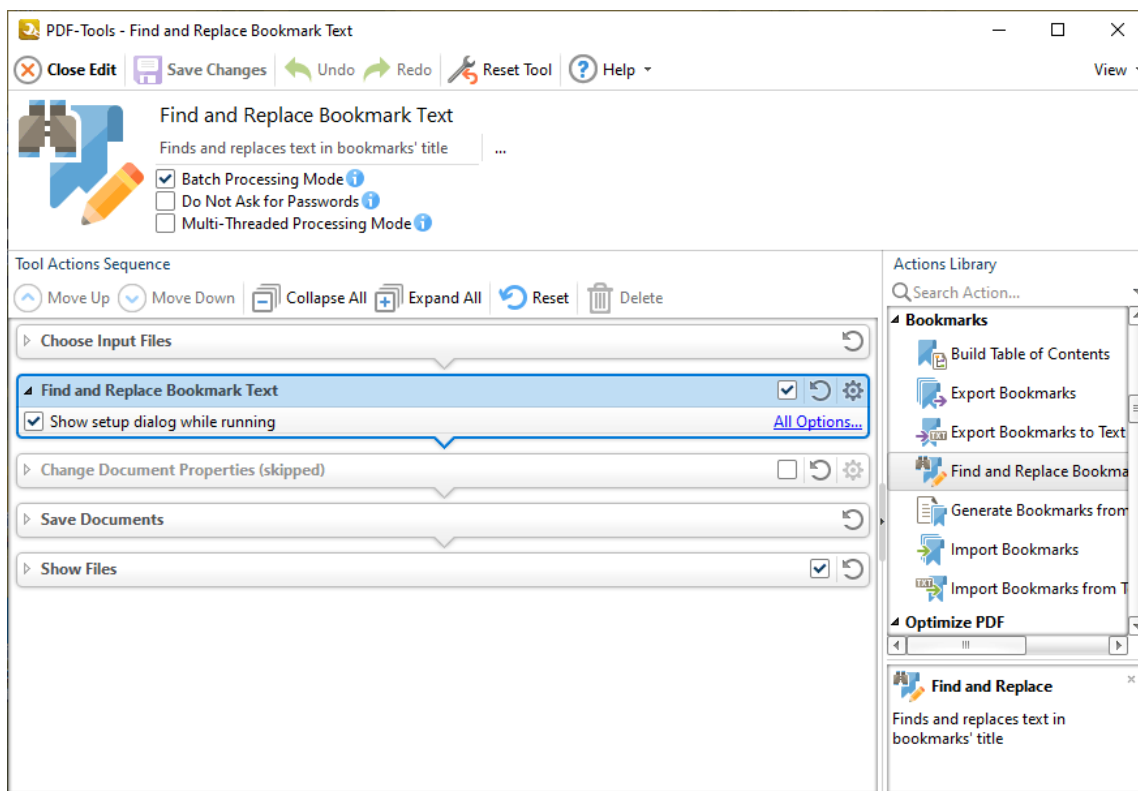 PDF-Tools - Find and Replace Bookmark Text
Close Edit Save Changes Undo Redo Reset Tool ? Help View
Find and Replace Bookmark Text
Finds and replaces text in bookmarks' title ...
Batch Processing Mode i
Do Not Ask for Passwords i
Multi-Threaded Processing Mode i
Tool Actions Sequence
Move Up Move Down Collapse All Expand All Reset Delete
Choose Input Files
Find and Replace Bookmark Text
Show setup dialog while running All Options...
Change Document Properties (skipped)
Save Documents
Show Files
Actions Library
Search Action...
Bookmarks
Build Table of Contents
Export Bookmarks
TXT Export Bookmarks to Text
Find and Replace Bookma
Generate Bookmarks from
Import Bookmarks
TXT Import Bookmarks from T
Optimize PDF
Find and Replace
Finds and replaces text in
bookmarks' title